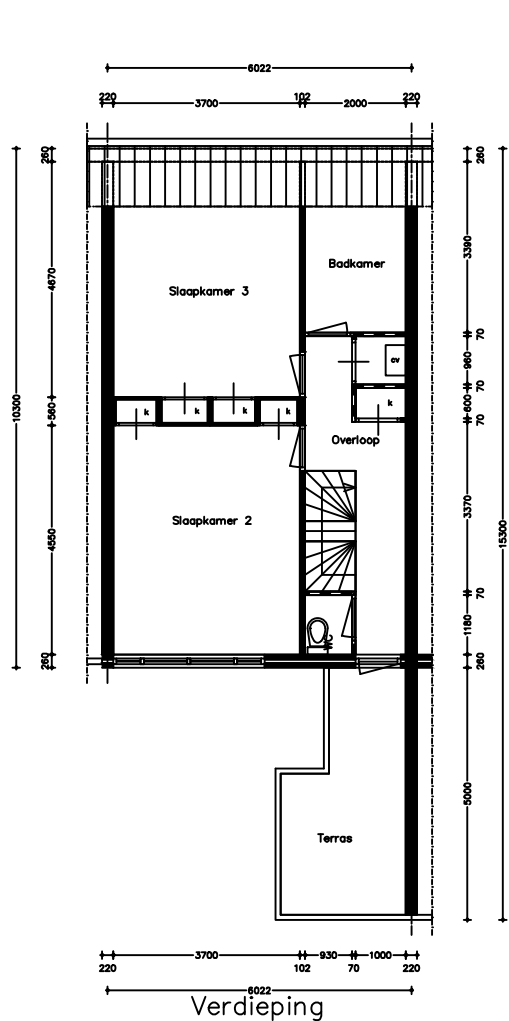 6022
220 3700 102 2000 220
260 260
10300 4670 560 4550 260
3390 70 960 70 600 70 3370 70 1180 260 5000
15300
Badkamer
Slaapkamer 3
cv
k k k k k
Overloop
Slaapkamer 2
WC
Terras
3700 930 1000
220 102 70 220
6022
Verdieping